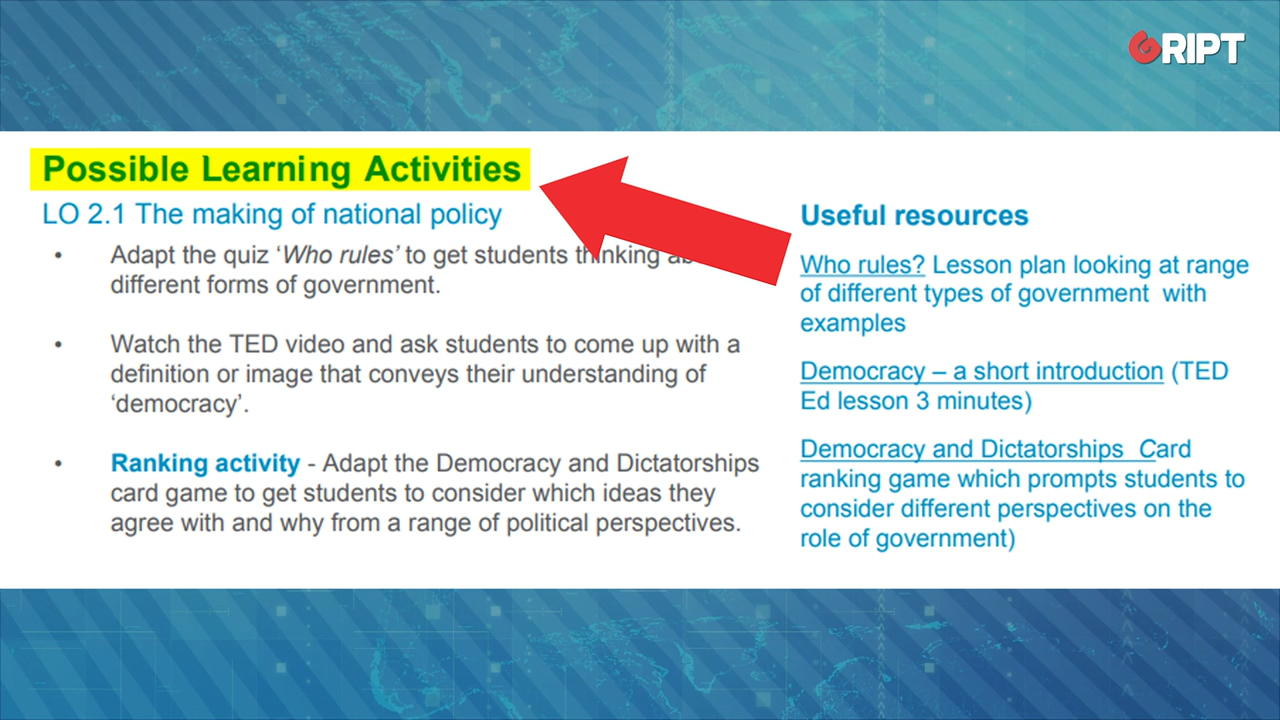 GRIPT
Possible Learning Activities
LO 2.1 The making of national policy
• Adapt the quiz ‘Who rules’ to get students thinking
different forms of government.
• Watch the TED video and ask students to come up with a
definition or image that conveys their understanding of
‘democracy’.
• Ranking activity - Adapt the Democracy and Dictatorships
card game to get students to consider which ideas they
agree with and why from a range of political perspectives.
Useful resources
Who rules? Lesson plan looking at range
of different types of government with
examples
Democracy – a short introduction (TED
Ed lesson 3 minutes)
Democracy and Dictatorships Card
ranking game which prompts students to
consider different perspectives on the
role of government)